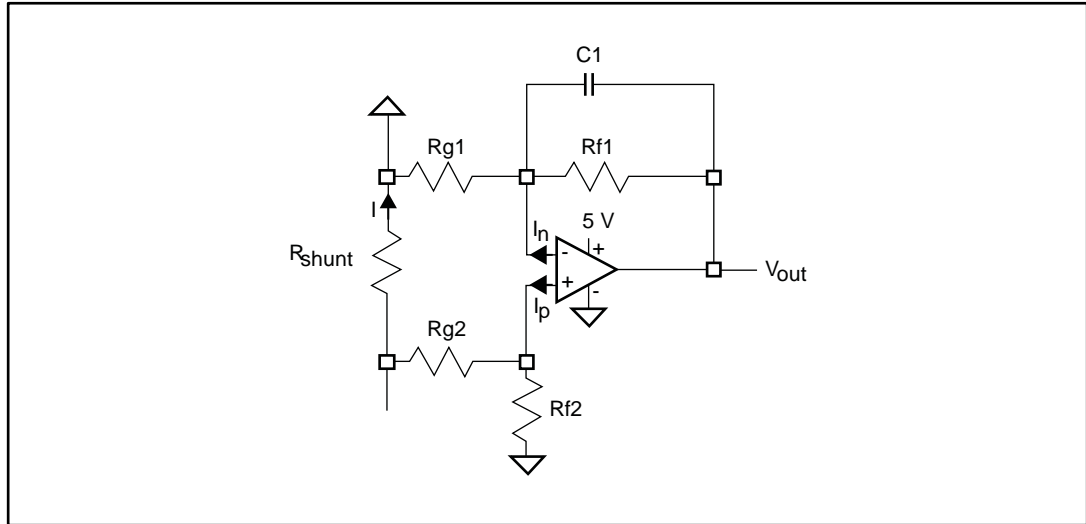 C1
Rg1
Rf1
I
In
5 V
+
-
Rshunt
+
-
Vout
Ip
Rg2
Rf2